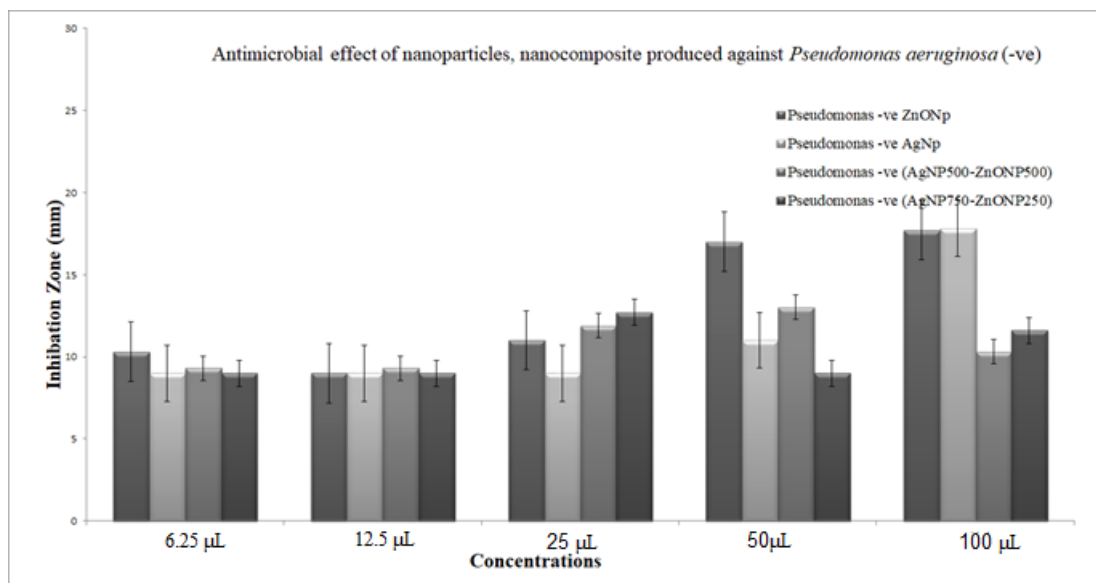 Antimicrobial effect of nanoparticles, nanocomposite produced against Pseudomonas aeruginosa (-ve)
Pseudomonas -ve ZnONp
Pseudomonas -ve AgNp
Pseudomonas -ve (AgNP500-ZnONP500)
Pseudomonas -ve (AgNP750-ZnONP250)
Inhibation Zone (mm)
30
25
20
15
10
5
0
6.25 µL 12.5 µL 25 µL 50µL 100 µL
Concentrations